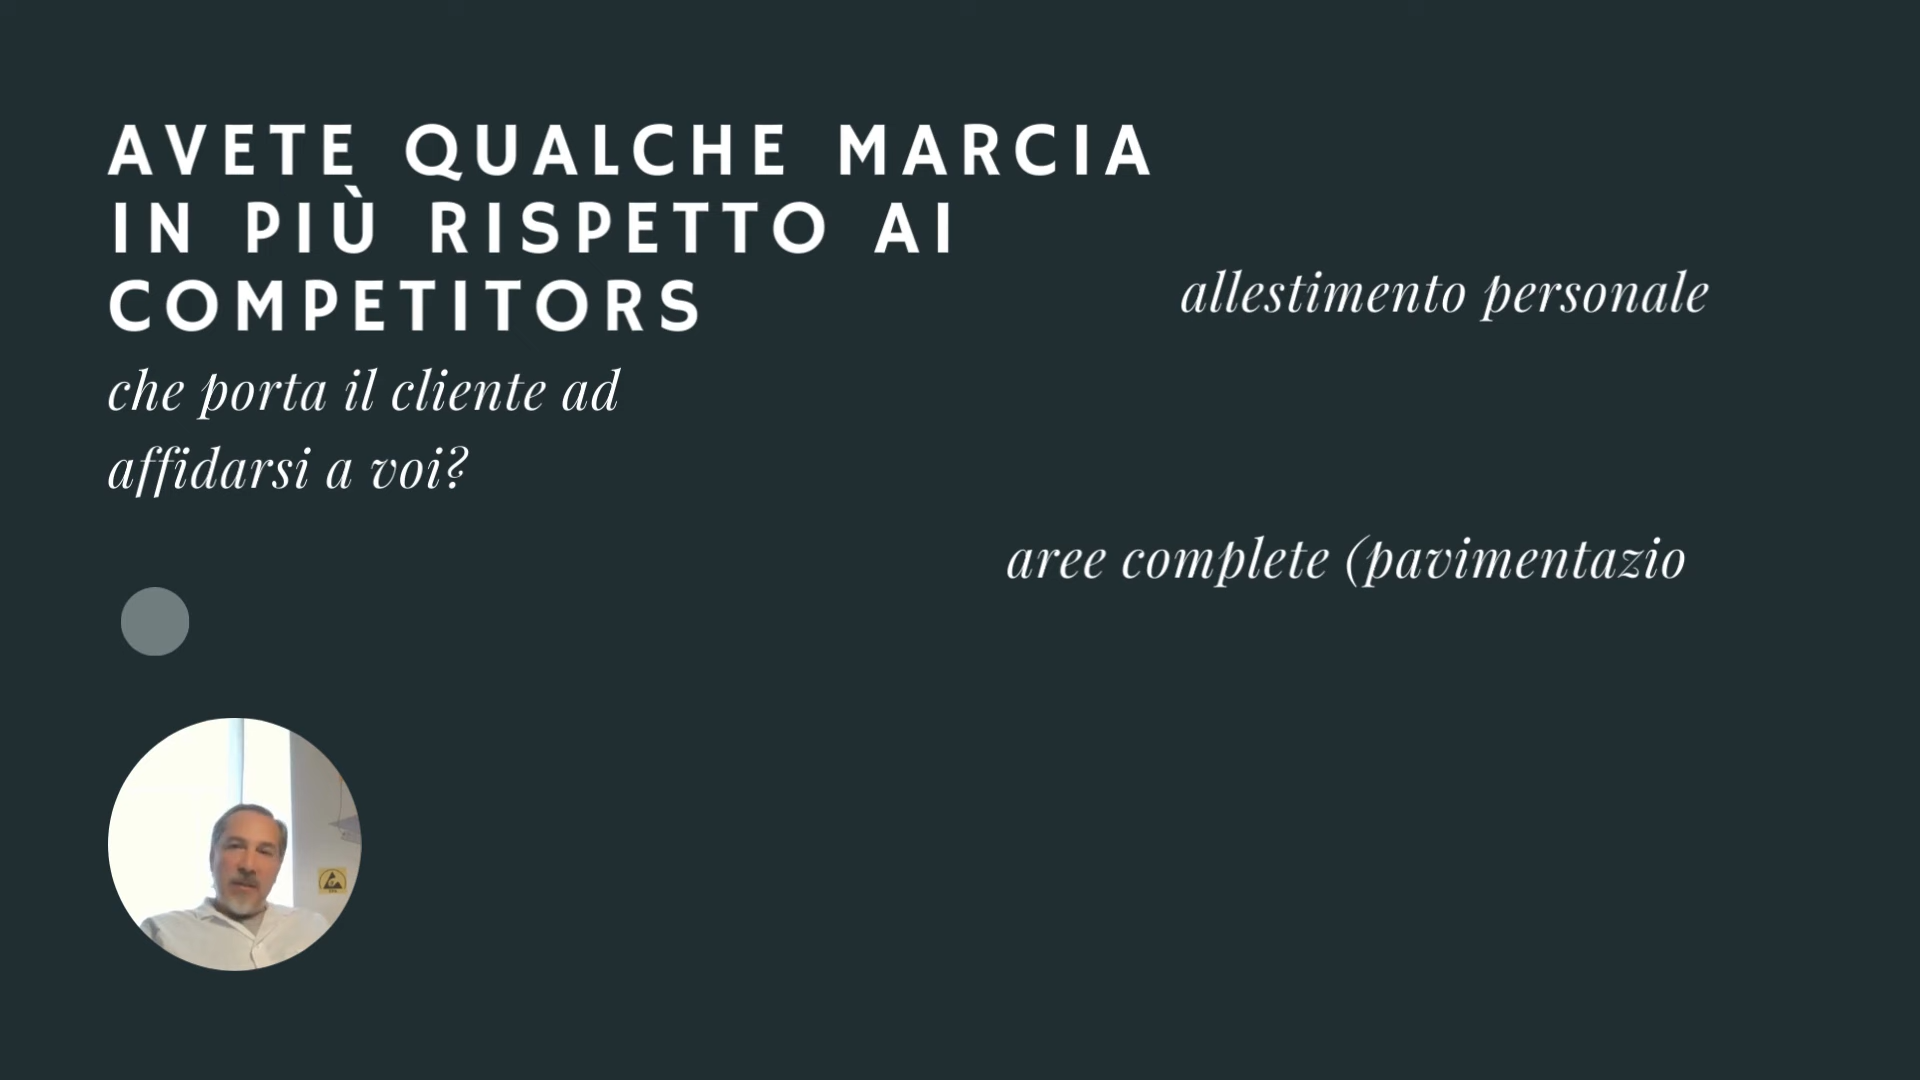 AVETE QUALCHE MARCIA
IN PIÙ RISPETTO AI
COMPETITORS
che porta il cliente ad
affidarsi a voi?
allestimento personale
aree complete (pavimentazio